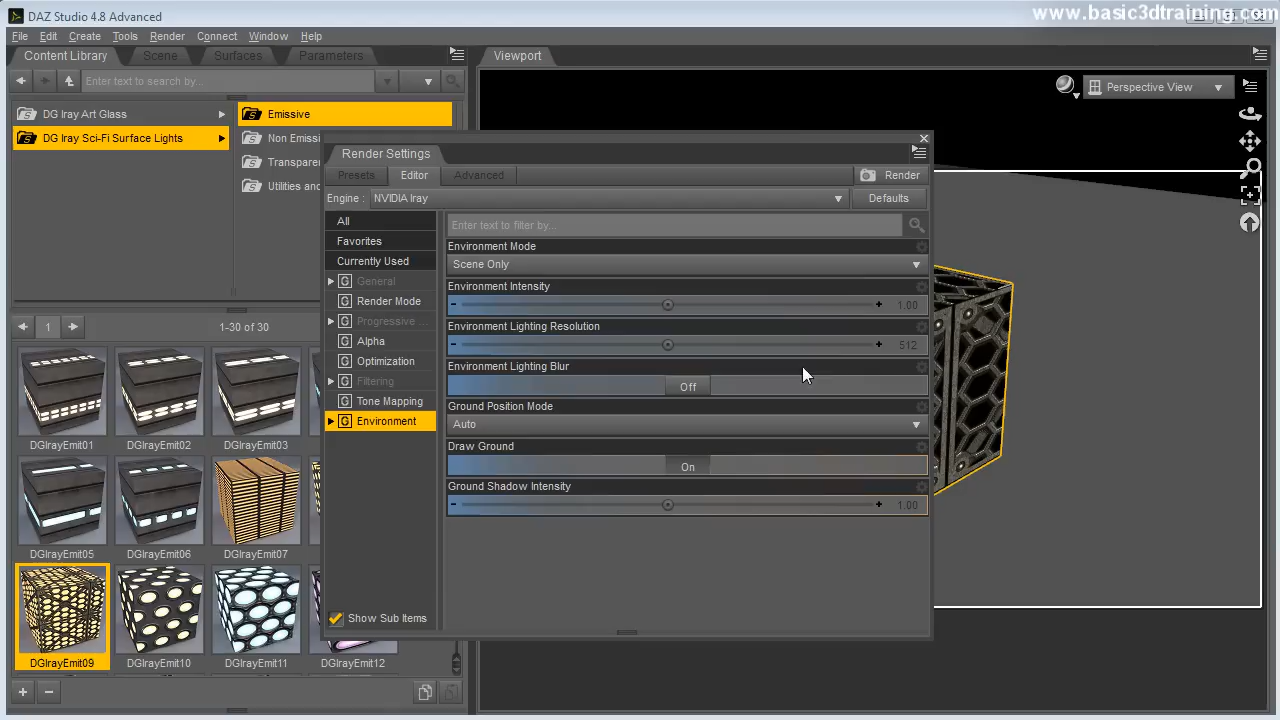 DAZ Studio 4.8 Advanced
www.basic3dtraining.com
File Edit Create Tools Render Connect Window Help
Content Library Scene Surfaces Parameters
Viewport
Enter text to search by...
Perspective View
DG Iray Art Glass
DG Iray Sci-Fi Surface Lights
Emissive
Non Emissi
Transparen
Utilities and
1
1-30 of 30
DGIrayEmit01 DGIrayEmit02 DGIrayEmit03
DGIrayEmit05 DGIrayEmit06 DGIrayEmit07
DGIrayEmit09 DGIrayEmit10 DGIrayEmit11 DGIrayEmit12
Render Settings
Presets Editor Advanced
Render
Engine : NVIDIA Iray
Defaults
All
Favorites
Currently Used
G General
G Render Mode
G Progressive ...
G Alpha
G Optimization
G Filtering
G Tone Mapping
G Environment
Show Sub Items
Enter text to filter by...
Environment Mode
Scene Only
Environment Intensity
- + 1.00
Environment Lighting Resolution
- + 512
Environment Lighting Blur
Off
Ground Position Mode
Auto
Draw Ground
On
Ground Shadow Intensity
- + 1.00